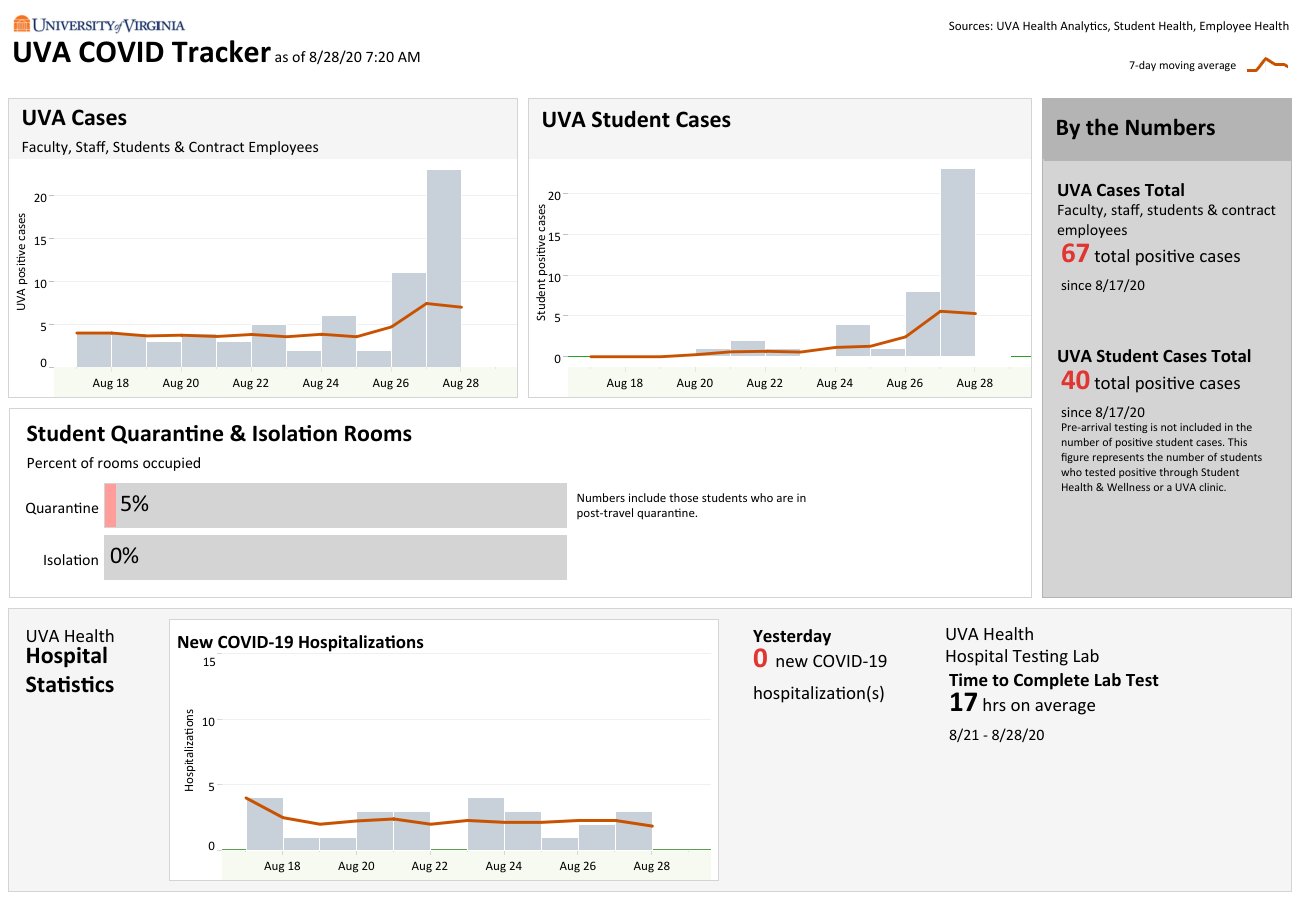 UNIVERSITY of VIRGINIA
UVA COVID Tracker as of 8/28/20 7:20 AM
Sources: UVA Health Analytics, Student Health, Employee Health
7-day moving average
UVA Cases
Faculty, Staff, Students & Contract Employees
UVA positive cases
20
15
10
5
0
Aug 18 Aug 20 Aug 22 Aug 24 Aug 26 Aug 28
UVA Student Cases
Student positive cases
20
15
10
5
0
Aug 18 Aug 20 Aug 22 Aug 24 Aug 26 Aug 28
By the Numbers
UVA Cases Total
Faculty, staff, students & contract
employees
67 total positive cases
since 8/17/20
UVA Student Cases Total
40 total positive cases
since 8/17/20
Pre-arrival testing is not included in the
number of positive student cases. This
figure represents the number of students
who tested positive through Student
Health & Wellness or a UVA clinic.
Student Quarantine & Isolation Rooms
Percent of rooms occupied
Quarantine 5%
Numbers include those students who are in
post-travel quarantine.
Isolation 0%
UVA Health
Hospital
Statistics
New COVID-19 Hospitalizations
Hospitalizations
15
10
5
0
Aug 18 Aug 20 Aug 22 Aug 24 Aug 26 Aug 28
Yesterday
0 new COVID-19
hospitalization(s)
UVA Health
Hospital Testing Lab
Time to Complete Lab Test
17 hrs on average
8/21 - 8/28/20